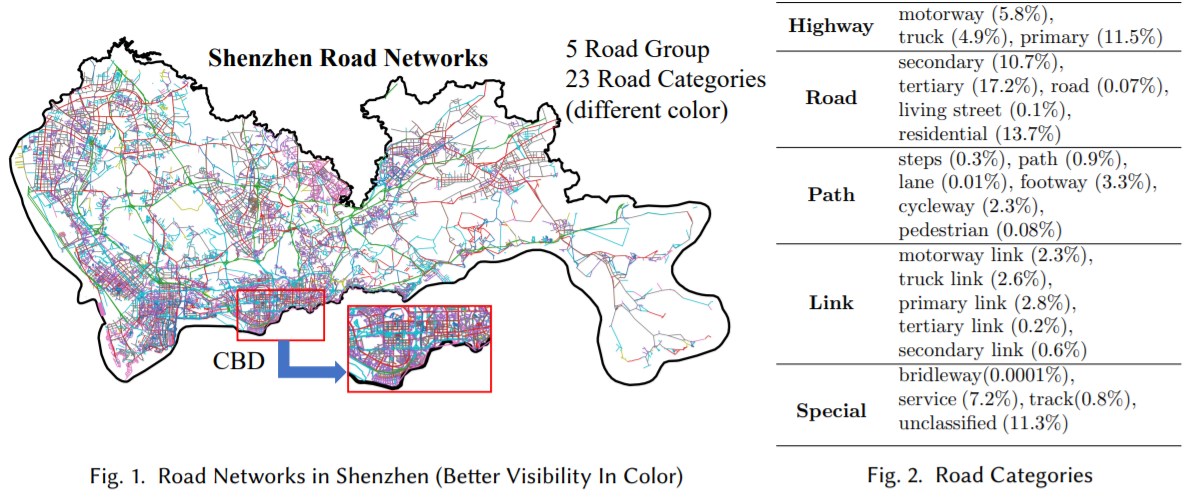 Shenzhen Road Networks
5 Road Group
23 Road Categories
(different color)
CBD
Fig. 1. Road Networks in Shenzhen (Better Visibility In Color)
Highway
motorway (5.8%),
truck (4.9%), primary (11.5%)
Road
secondary (10.7%),
tertiary (17.2%), road (0.07%),
living street (0.1%),
residential (13.7%)
Path
steps (0.3%), path (0.9%),
lane (0.01%), footway (3.3%),
cycleway (2.3%),
pedestrian (0.08%)
Link
motorway link (2.3%),
truck link (2.6%),
primary link (2.8%),
tertiary link (0.2%),
secondary link (0.6%)
Special
bridleway(0.0001%),
service (7.2%), track(0.8%),
unclassified (11.3%)
Fig. 2. Road Categories